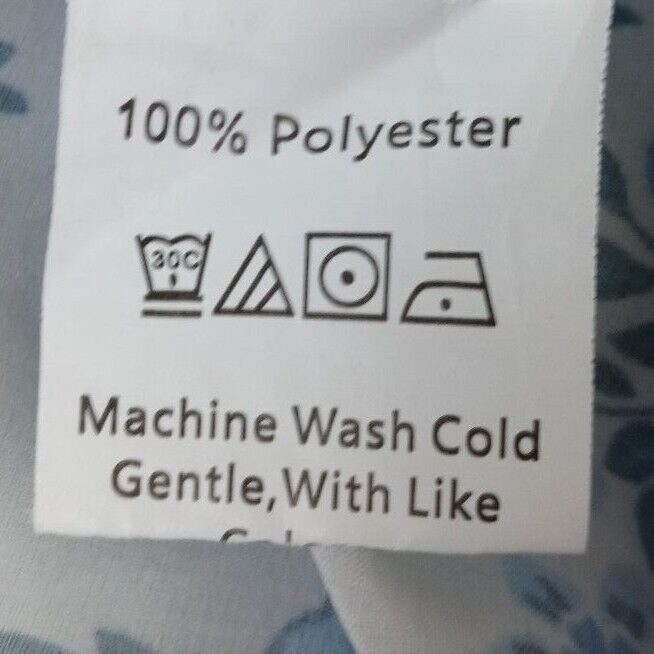 100% Polyester
30C
Machine Wash Cold
Gentle,With Like